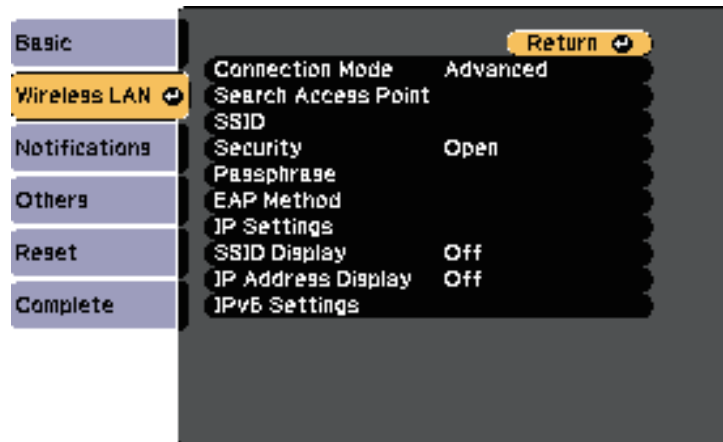 Basic
Wireless LAN
Notifications
Others
Reset
Complete
Return
Connection Mode Advanced
Search Access Point
SSID
Security Open
Passphrase
EAP Method
IP Settings
SSID Display Off
IP Address Display Off
IPv6 Settings